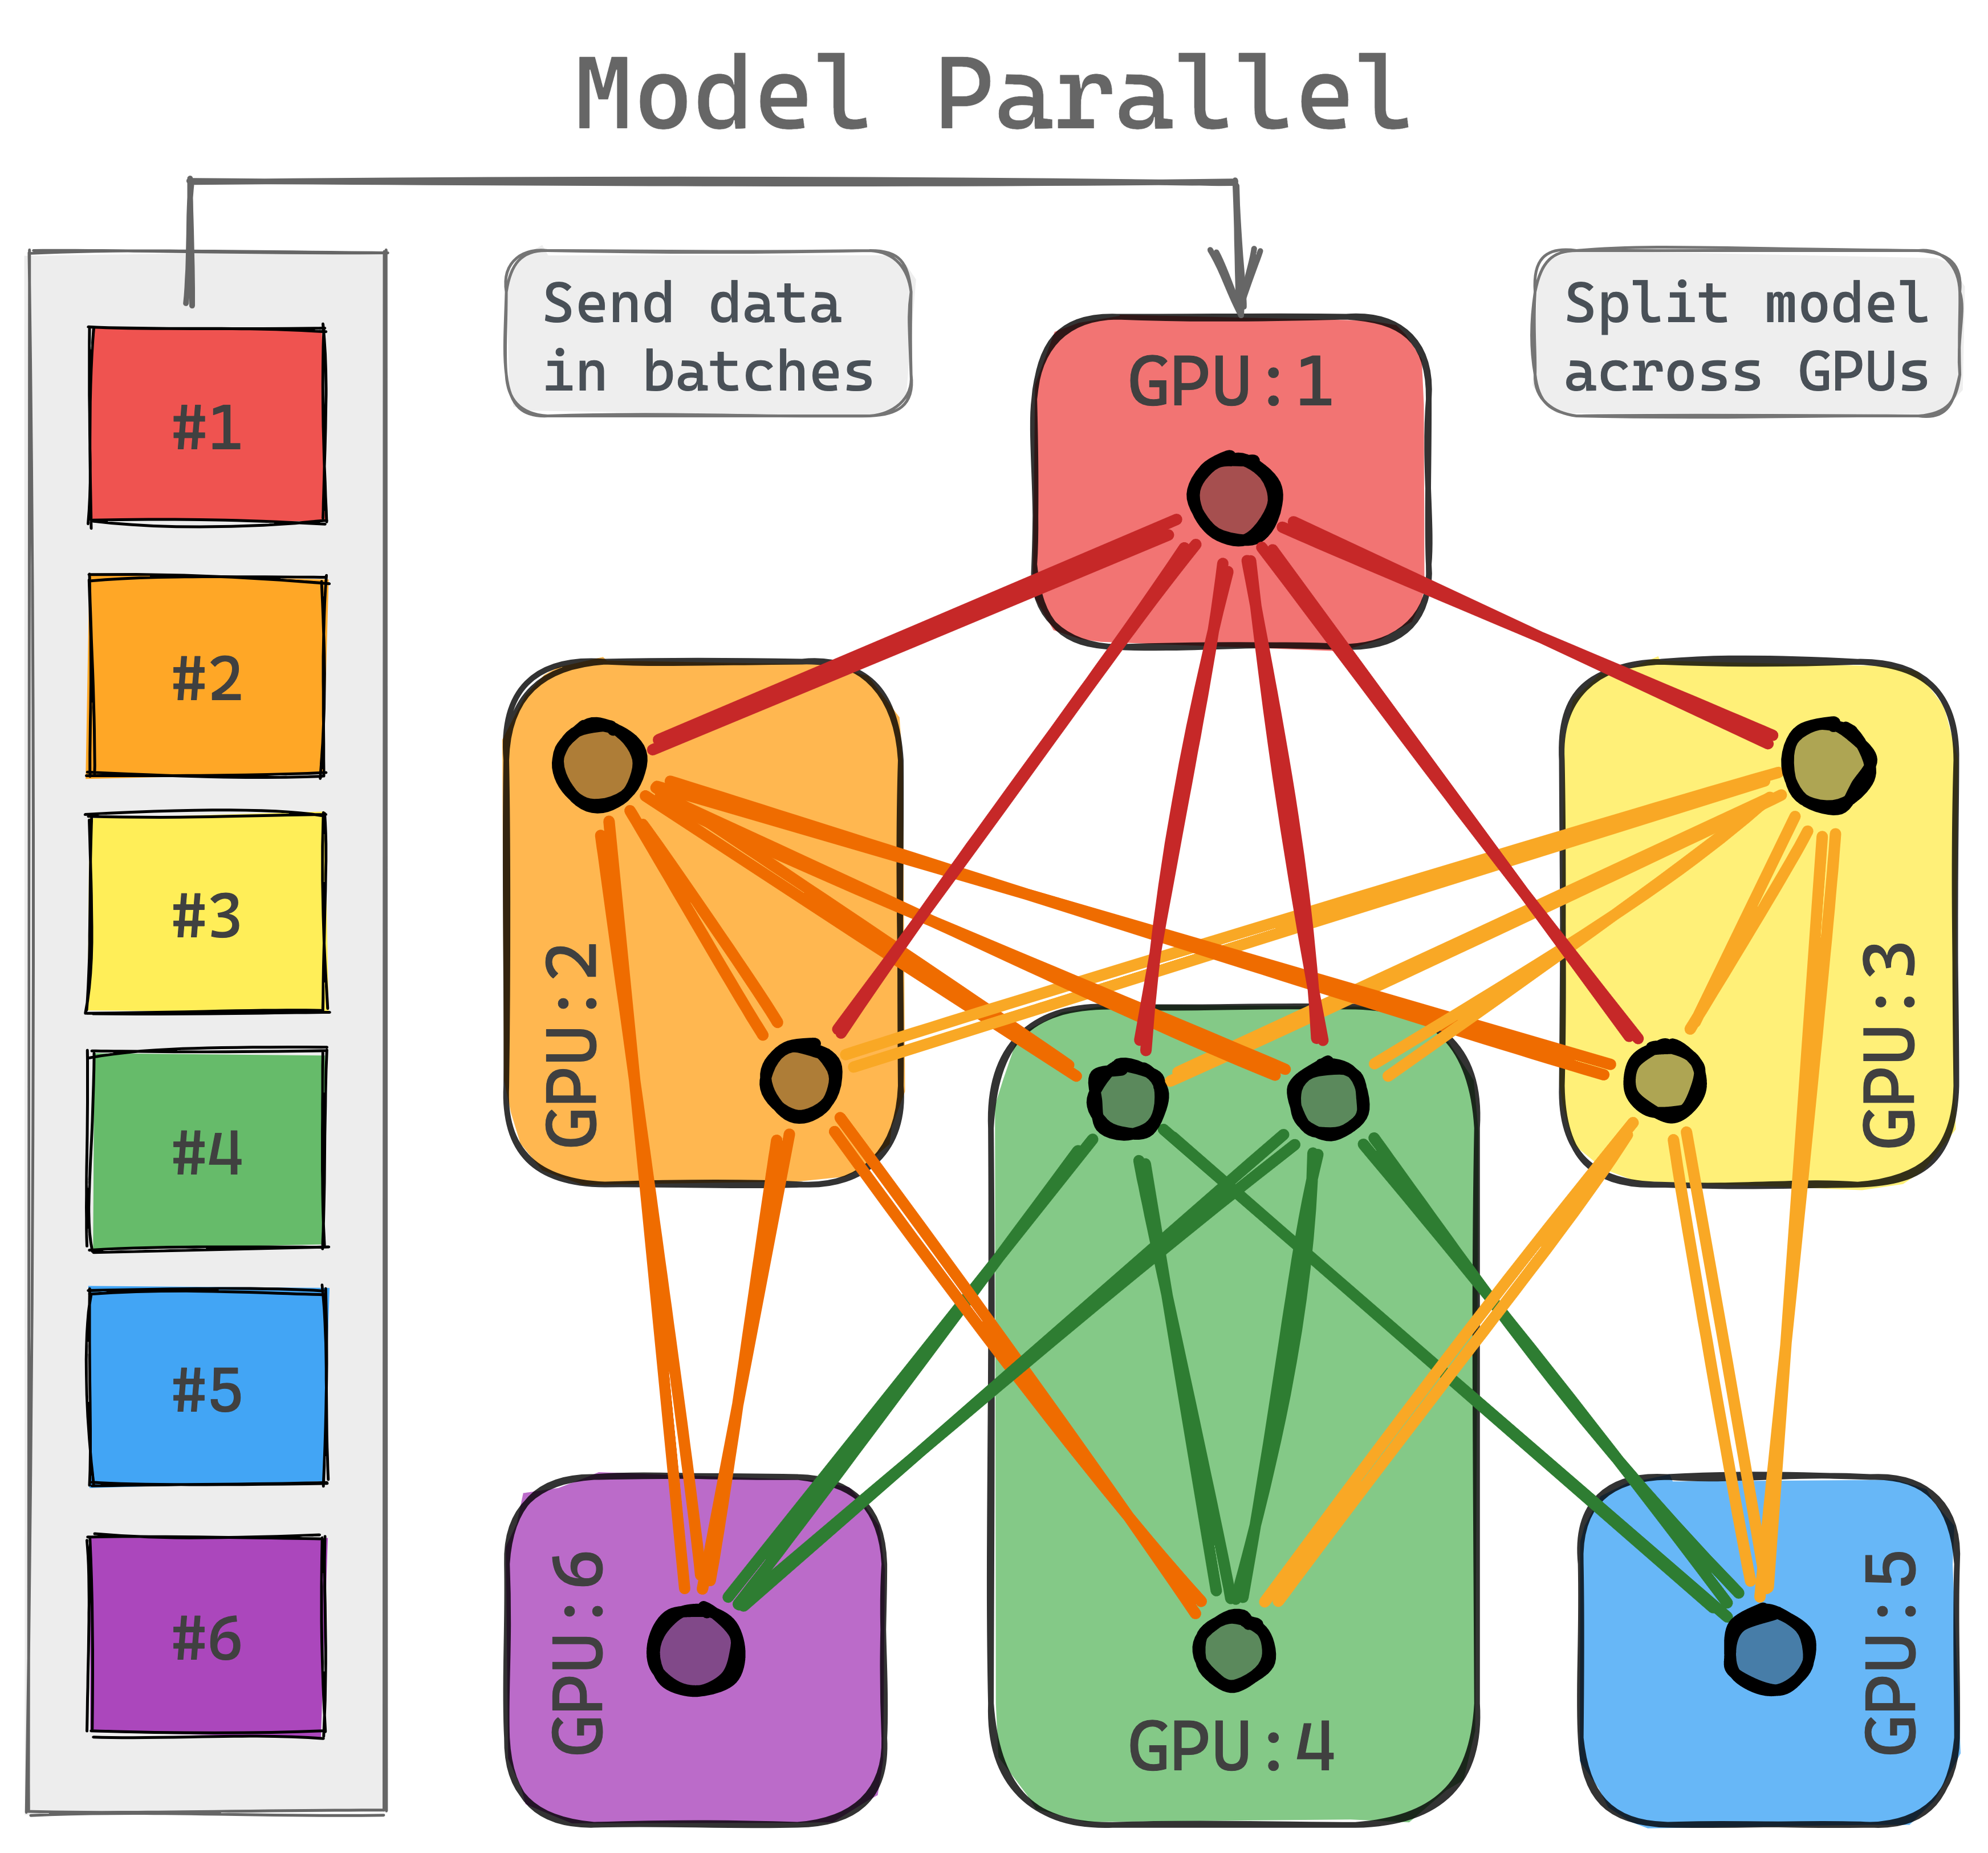 Model Parallel
Send data
in batches
Split model
across GPUs
#1
#2
#3
#4
#5
#6
GPU:1
GPU:2
GPU:3
GPU:6
GPU:4
GPU:5